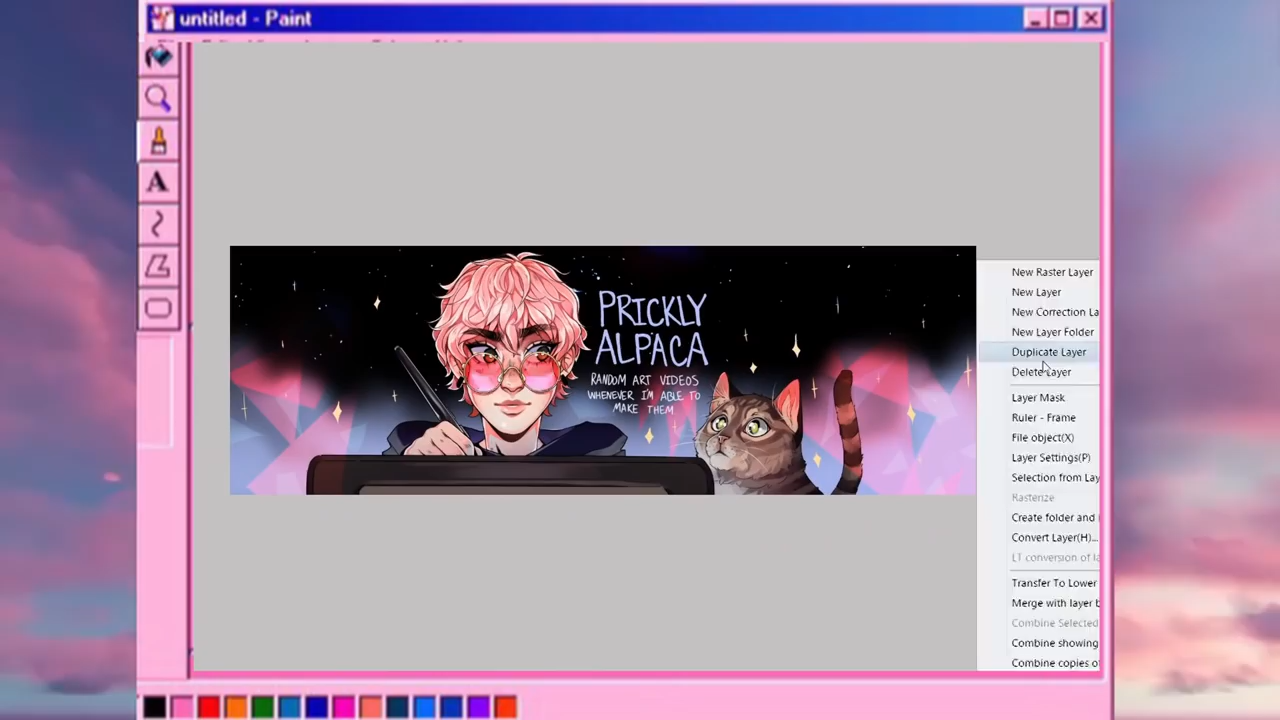 untitled - Paint
A
PRICKLY
ALPACA
RANDOM ART VIDEOS
WHENEVER I'M ABLE TO
MAKE THEM
New Raster Layer
New Layer
New Correction La
New Layer Folder
Duplicate Layer
Delete Layer
Layer Mask
Ruler - Frame
File object(X)
Layer Settings(P)
Selection from Lay
Rasterize
Create folder and
Convert Layer(H)...
LT conversion of la
Transfer To Lower
Merge with layer b
Combine Selected
Combine showing
Combine copies of